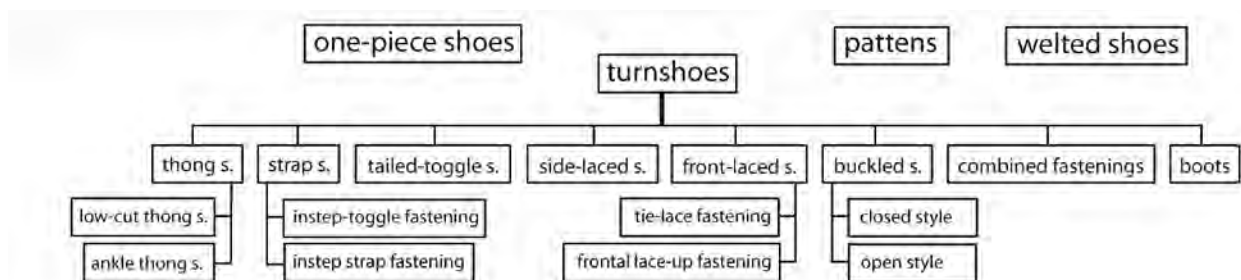 one-piece shoes
pattens
welted shoes
turnshoes
thong s.
strap s.
tailed-toggle s.
side-laced s.
front-laced s.
buckled s.
combined fastenings
boots
low-cut thong s.
instep-toggle fastening
tie-lace fastening
closed style
ankle thong s.
instep strap fastening
frontal lace-up fastening
open style